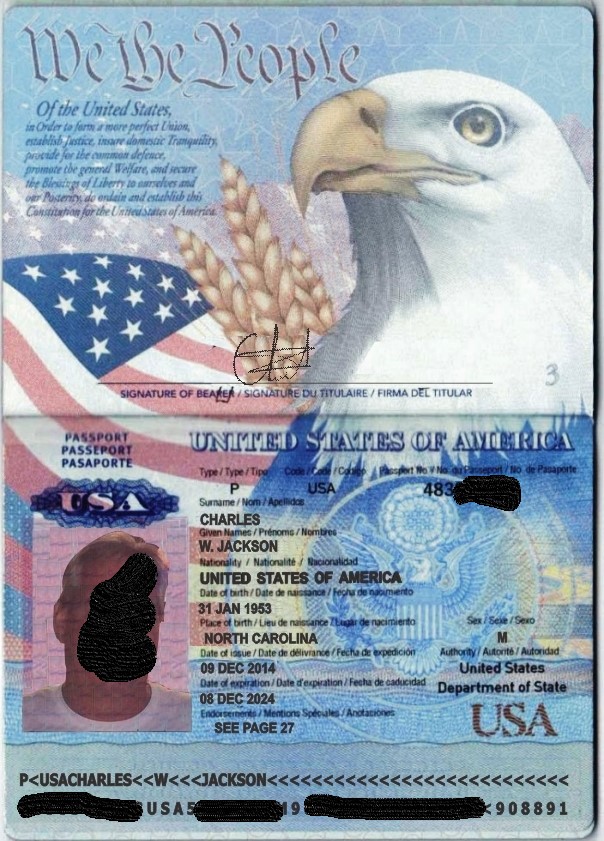 We the People
Of the United States,
in Order to form a more perfect Union,
establish Justice, insure domestic Tranquility,
provide for the common defence,
promote the general Welfare, and secure
the Blessings of Liberty to ourselves and
our Posterity, do ordain and establish this
Constitution for the United States of America.
3
SIGNATURE OF BEARER / SIGNATURE DU TITULAIRE / FIRMA DEL TITULAR
PASSPORT
PASSEPORT
PASAPORTE
UNITED STATES OF AMERICA
USA
Type / Type / Tipo Code / Code / Codigo Passport No. / No. du Passeport / No. de Pasaporte
P USA 483
Surname / Nom / Apellidos
CHARLES
Given Names / Prénoms / Nombres
W. JACKSON
Nationality / Nationalité / Nacionalidad
UNITED STATES OF AMERICA
Date of birth / Date de naissance / Fecha de nacimiento
31 JAN 1953
Place of birth / Lieu de naissance / Lugar de nacimiento Sex / Sexe / Sexo
NORTH CAROLINA M
Date of issue / Date de délivrance / Fecha de expedición Authority / Autorité / Autoridad
09 DEC 2014 United States
Date of expiration / Date d'expiration / Fecha de caducidad Department of State
08 DEC 2024
Endorsements / Mentions Spéciales / Anotaciones
SEE PAGE 27
USA
P<USACHARLES<<W<<<JACKSON<<<<<<<<<<<<<<<<<<<<<<<<<<<
USA5 19 <908891